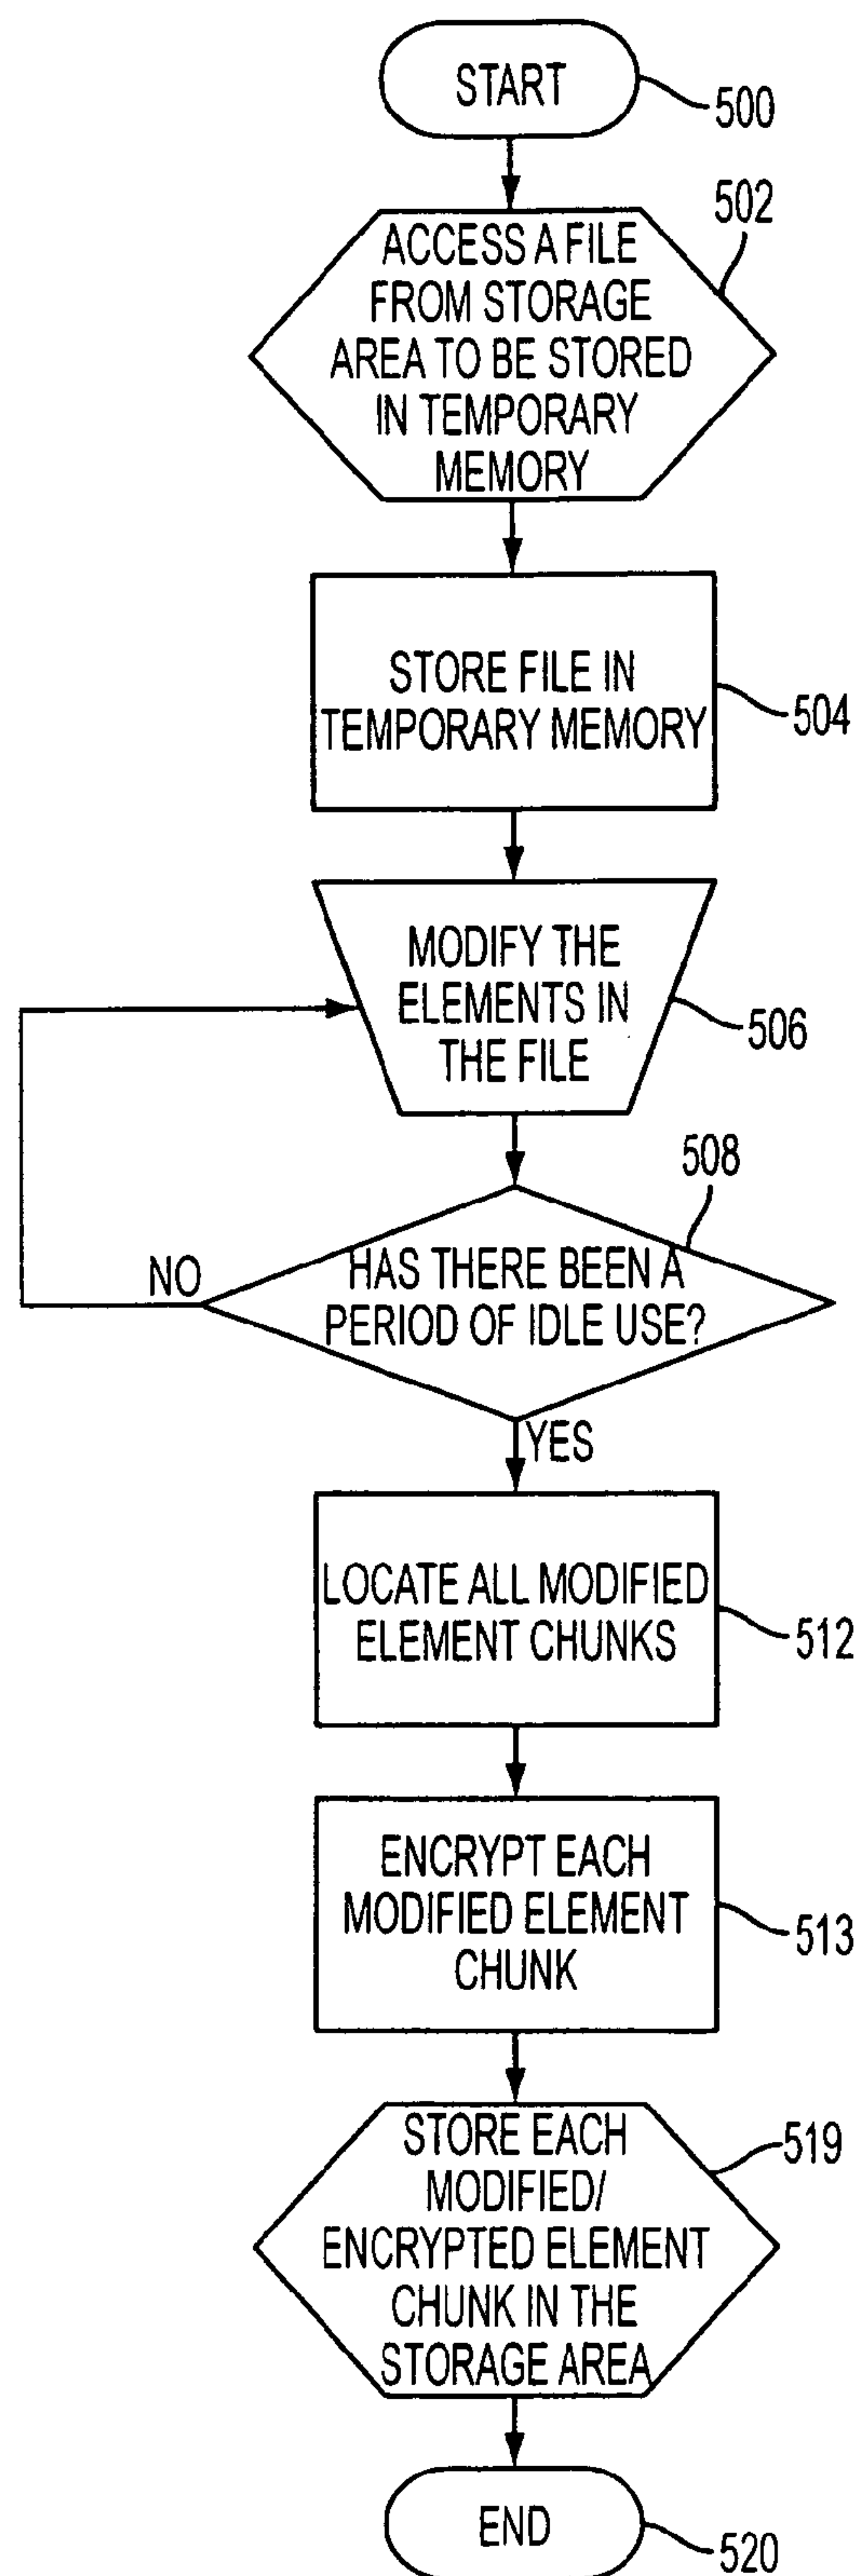 START
500
502
ACCESS A FILE
FROM STORAGE
AREA TO BE STORED
IN TEMPORARY
MEMORY
STORE FILE IN
TEMPORARY MEMORY
504
MODIFY THE
ELEMENTS IN
THE FILE
506
508
HAS THERE BEEN A
PERIOD OF IDLE USE?
NO
YES
LOCATE ALL MODIFIED
ELEMENT CHUNKS
512
ENCRYPT EACH
MODIFIED ELEMENT
CHUNK
513
STORE EACH
MODIFIED/
ENCRYPTED ELEMENT
CHUNK IN THE
STORAGE AREA
519
END
520